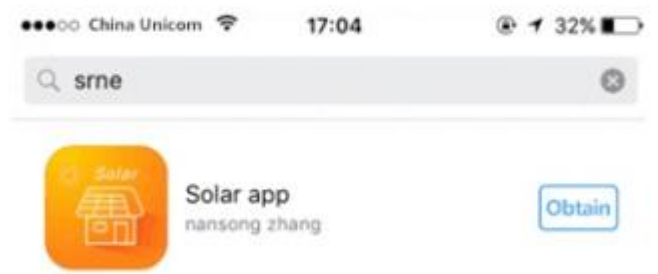 China Unicom 17:04 32%
srne
Solar
Solar app
nansong zhang
Obtain